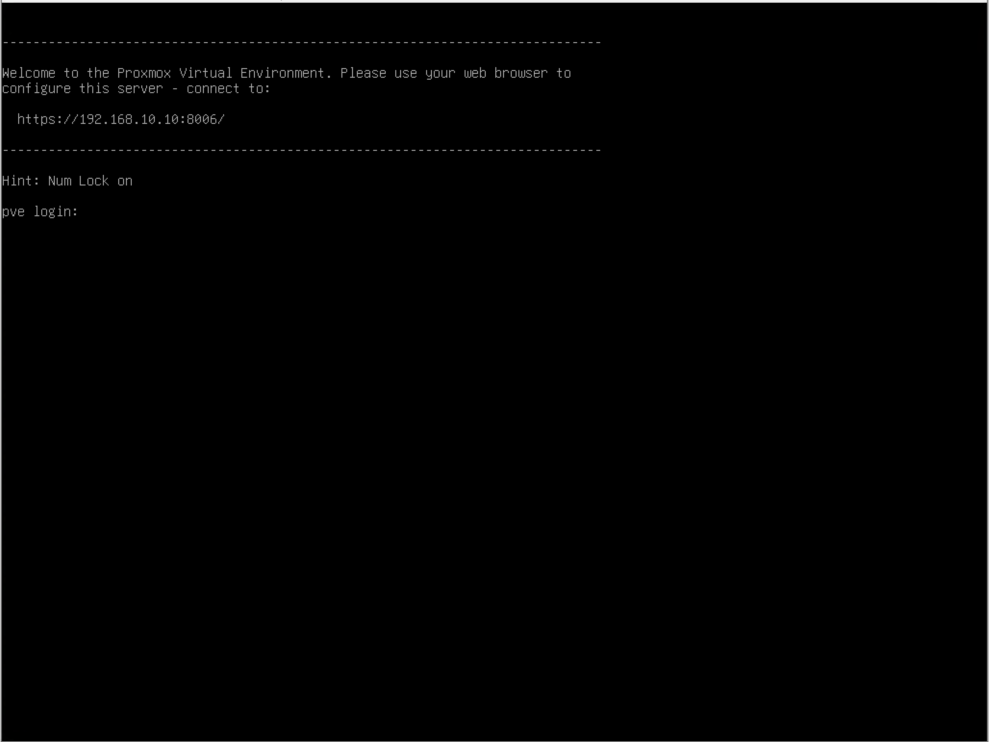 ------------------------------------------------------------------------------
Welcome to the Proxmox Virtual Environment. Please use your web browser to
configure this server - connect to:
https://192.168.10.10:8006/
------------------------------------------------------------------------------
Hint: Num Lock on
pve login: